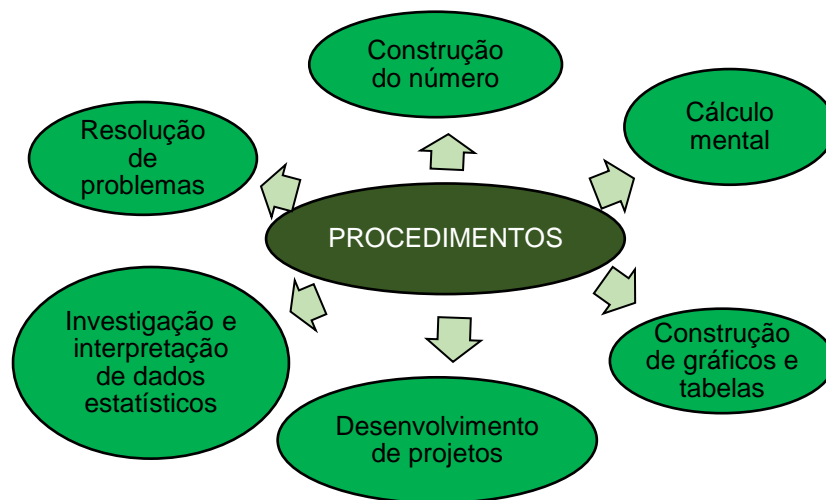 Construção
do número
Cálculo
mental
Resolução
de
problemas
PROCEDIMENTOS
Investigação e
interpretação
de dados
estatísticos
Construção
de gráficos e
tabelas
Desenvolvimento
de projetos